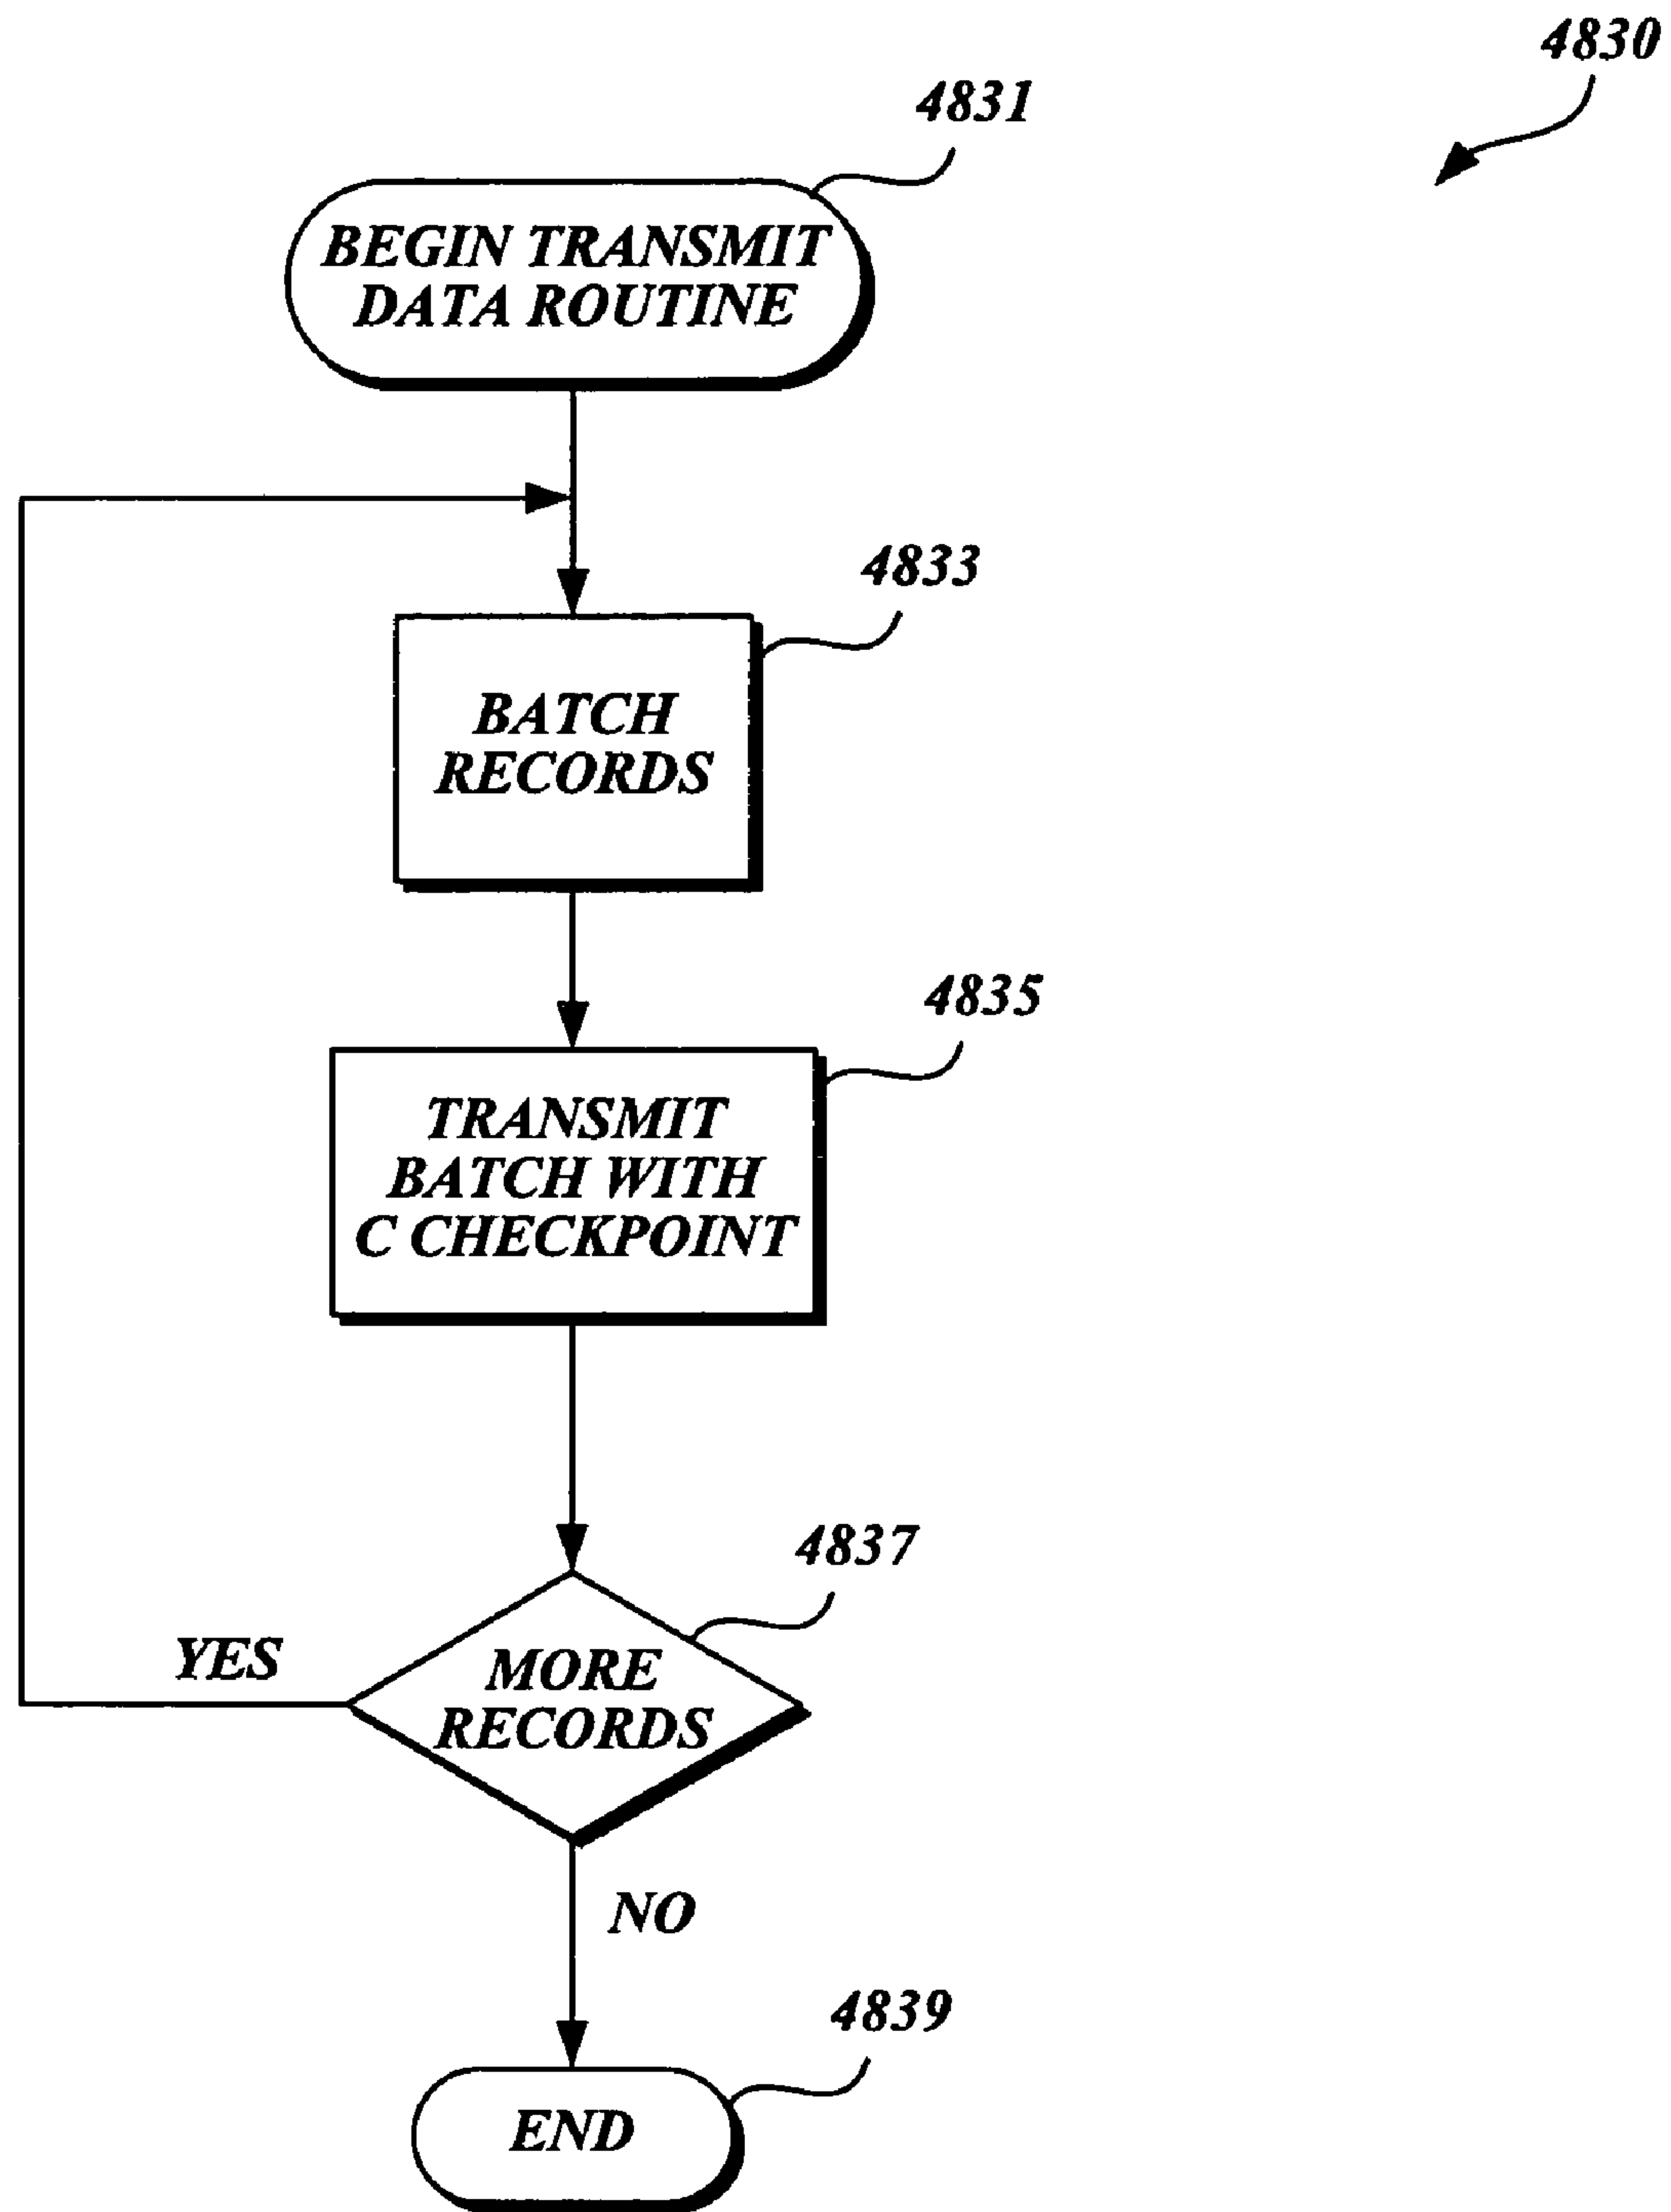 4830
4831
BEGIN TRANSMIT
DATA ROUTINE
4833
BATCH
RECORDS
4835
TRANSMIT
BATCH WITH
C CHECKPOINT
4837
YES
MORE
RECORDS
NO
4839
END